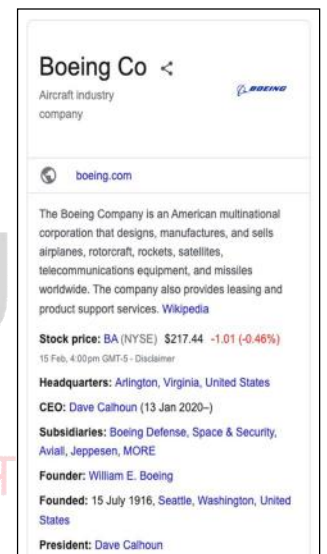 Boeing Co
Aircraft industry
company
BOEING
boeing.com
The Boeing Company is an American multinational
corporation that designs, manufactures, and sells
airplanes, rotorcraft, rockets, satellites,
telecommunications equipment, and missiles
worldwide. The company also provides leasing and
product support services. Wikipedia
Stock price: BA (NYSE) $217.44 -1.01 (-0.46%)
15 Feb, 4:00 pm GMT-5 - Disclaimer
Headquarters: Arlington, Virginia, United States
CEO: Dave Calhoun (13 Jan 2020–)
Subsidiaries: Boeing Defense, Space & Security,
Aviall, Jeppesen, MORE
Founder: William E. Boeing
Founded: 15 July 1916, Seattle, Washington, United
States
President: Dave Calhoun